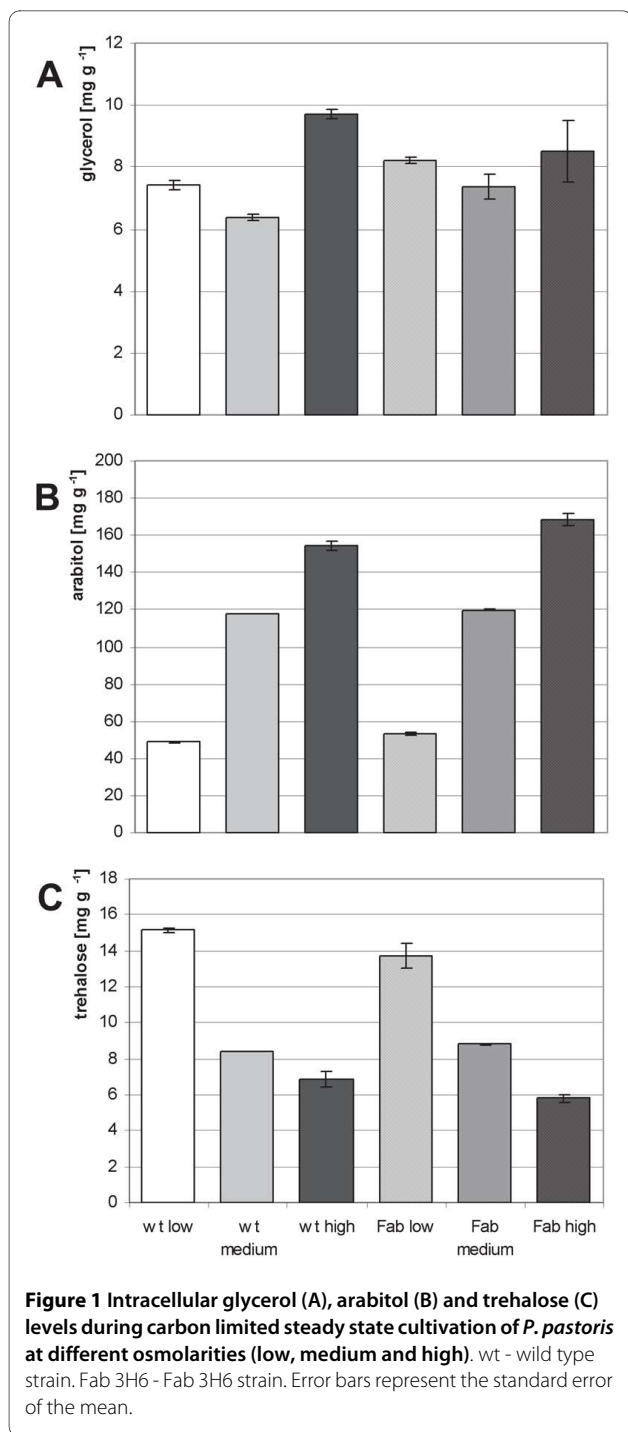 A
glycerol [mg g⁻¹]
12
10
8
6
4
2
0
B
arabitol [mg g⁻¹]
200
180
160
140
120
100
80
60
40
20
0
C
trehalose [mg g⁻¹]
18
16
14
12
10
8
6
4
2
0
wt low
wt medium
wt high
Fab low
Fab medium
Fab high
Figure 1 Intracellular glycerol (A), arabitol (B) and trehalose (C)
levels during carbon limited steady state cultivation of P. pastoris
at different osmolarities (low, medium and high). wt - wild type
strain. Fab 3H6 - Fab 3H6 strain. Error bars represent the standard error
of the mean.